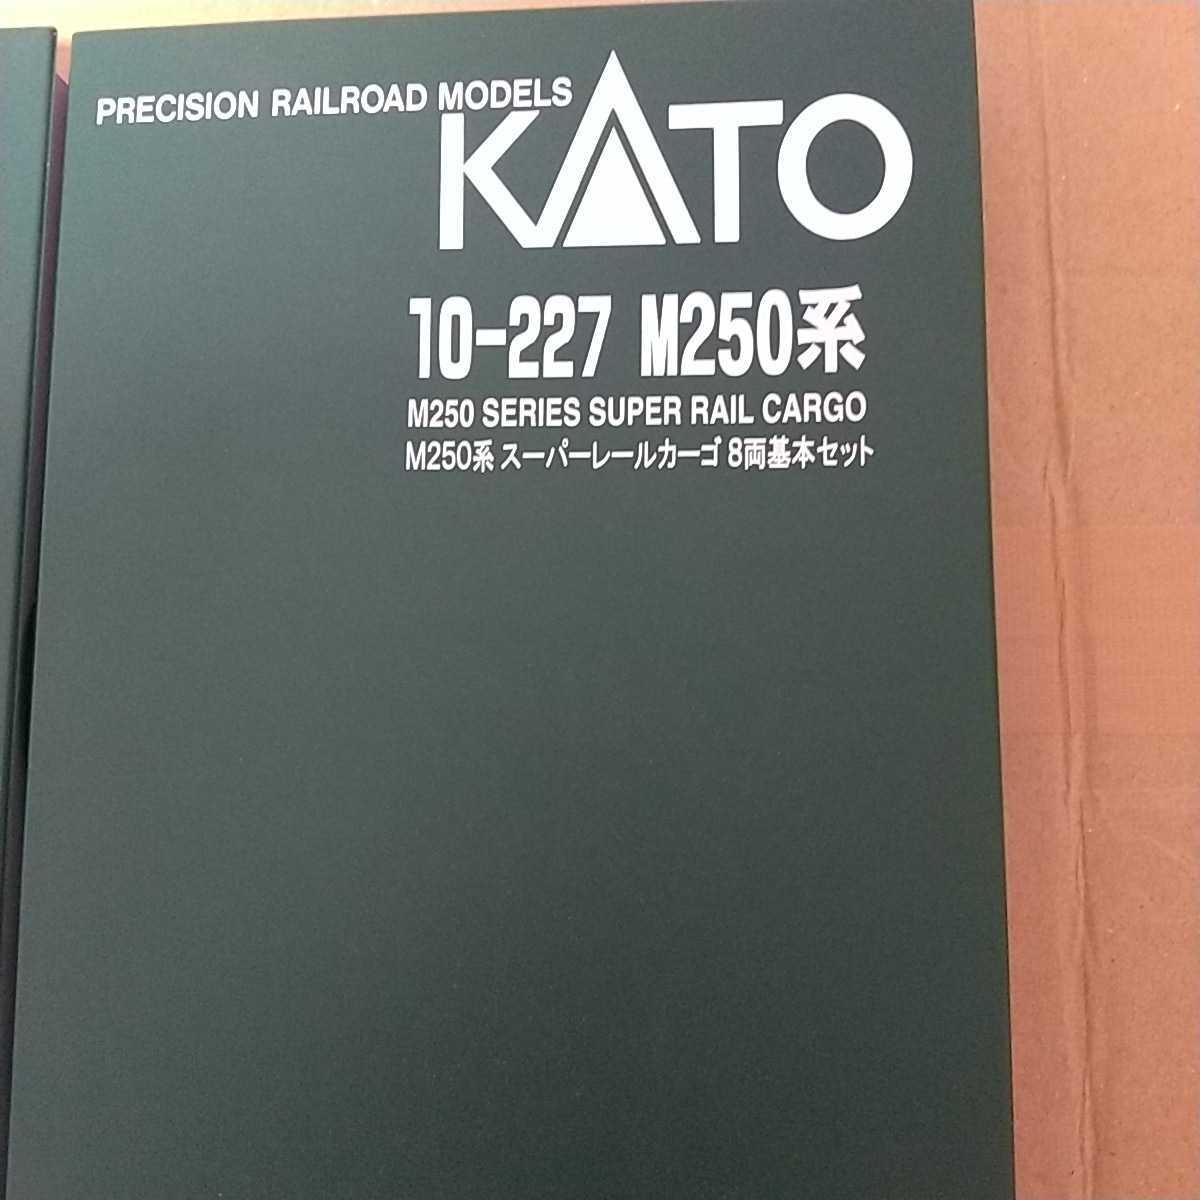 PRECISION RAILROAD MODELS
KATO
10-227 M250系
M250 SERIES SUPER RAIL CARGO
M250系 スーパーレールカーゴ 8両基本セット